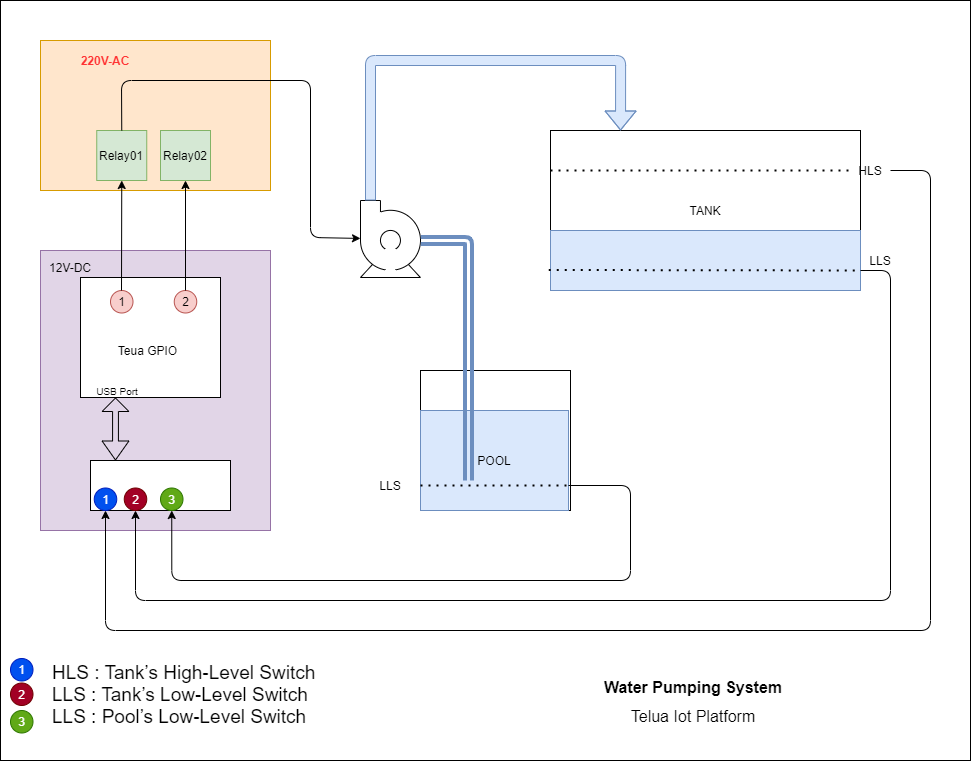 220V-AC
Relay01
Relay02
HLS
TANK
LLS
12V-DC
1
2
Teua GPIO
USB Port
POOL
LLS
1
2
3
1 HLS : Tank's High-Level Switch
2 LLS : Tank's Low-Level Switch
3 LLS : Pool's Low-Level Switch
Water Pumping System
Telua Iot Platform